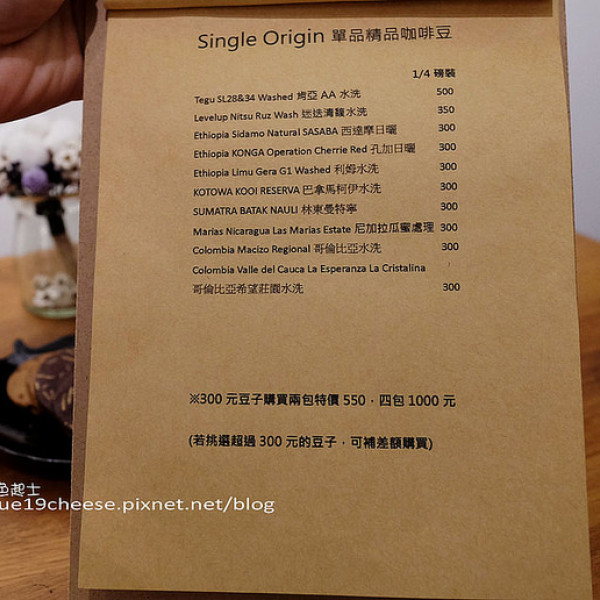 Single Origin 單品精品咖啡豆
1/4 磅裝
Tegu SL28&34 Washed 肯亞 AA 水洗 500
Levelup Nitsu Ruz Wash 迷迭清馥水洗 350
Ethiopia Sidamo Natural SASABA 西達摩日曬 300
Ethiopia KONGA Operation Cherrie Red 孔加日曬 300
Ethiopia Limu Gera G1 Washed 利姆水洗 300
KOTOWA KOOI RESERVA 巴拿馬柯伊水洗 300
SUMATRA BATAK NAULI 林東曼特寧 300
Marias Nicaragua Las Marias Estate 尼加拉瓜蜜處理 300
Colombia Macizo Regional 哥倫比亞水洗 300
Colombia Valle del Cauca La Esperanza La Cristalina
哥倫比亞希望莊園水洗 300
※300 元豆子購買兩包特價 550，四包 1000 元
(若挑選超過 300 元的豆子，可補差額購買)
魚起士
ue19cheese.pixnet.net/blog